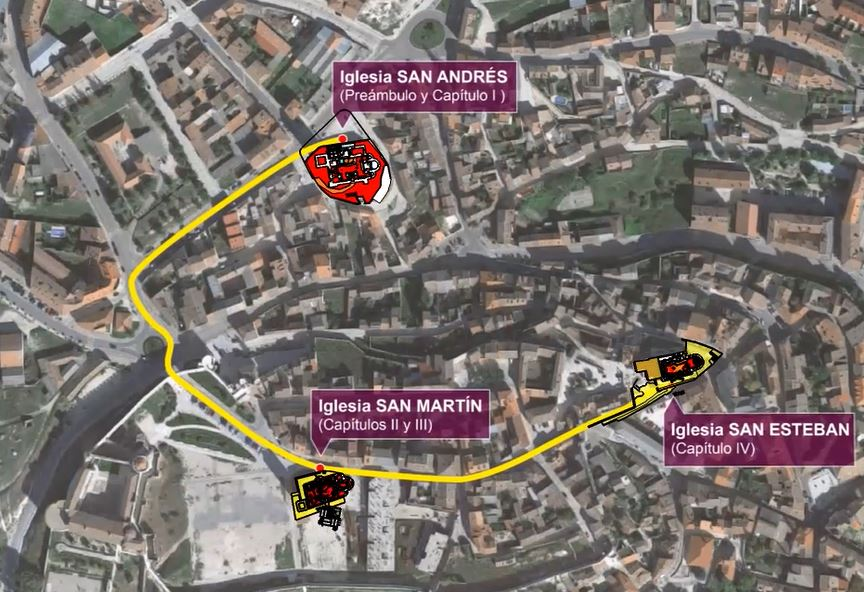 Iglesia SAN ANDRÉS
(Preámbulo y Capítulo I )
Iglesia SAN MARTÍN
(Capítulos II y III)
Iglesia SAN ESTEBAN
(Capítulo IV)